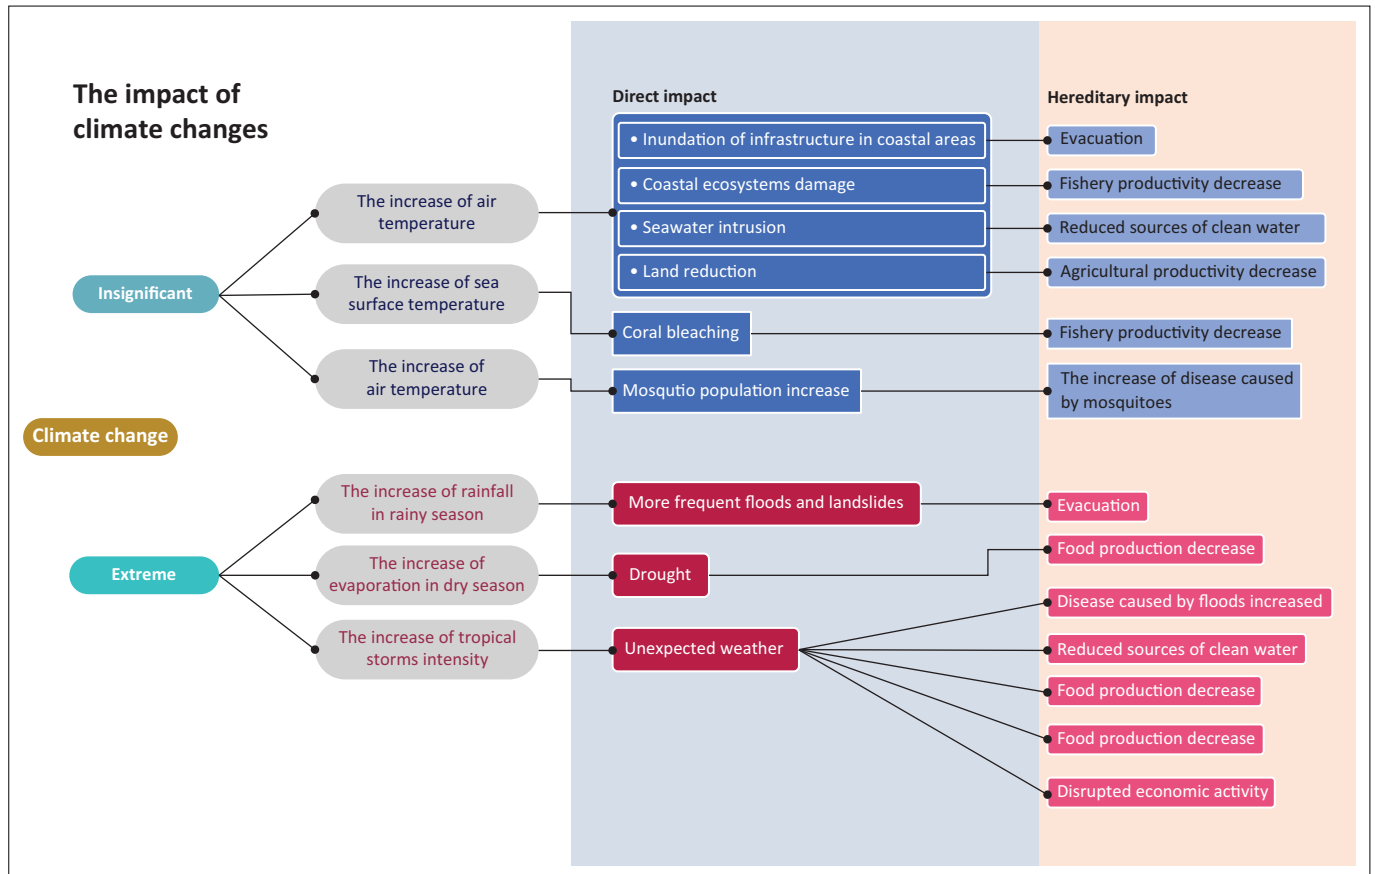 The impact of
climate changes
Direct impact
Hereditary impact
• Inundation of infrastructure in coastal areas
Evacuation
• Coastal ecosystems damage
Fishery productivity decrease
The increase of air
temperature
• Seawater intrusion
Reduced sources of clean water
• Land reduction
Agricultural productivity decrease
Insignificant
The increase of sea
surface temperature
Coral bleaching
Fishery productivity decrease
The increase of
air temperature
Mosqutio population increase
The increase of disease caused
by mosquitoes
Climate change
The increase of rainfall
in rainy season
More frequent floods and landslides
Evacuation
Food production decrease
Extreme
The increase of
evaporation in dry season
Drought
Disease caused by floods increased
The increase of tropical
storms intensity
Unexpected weather
Reduced sources of clean water
Food production decrease
Food production decrease
Disrupted economic activity